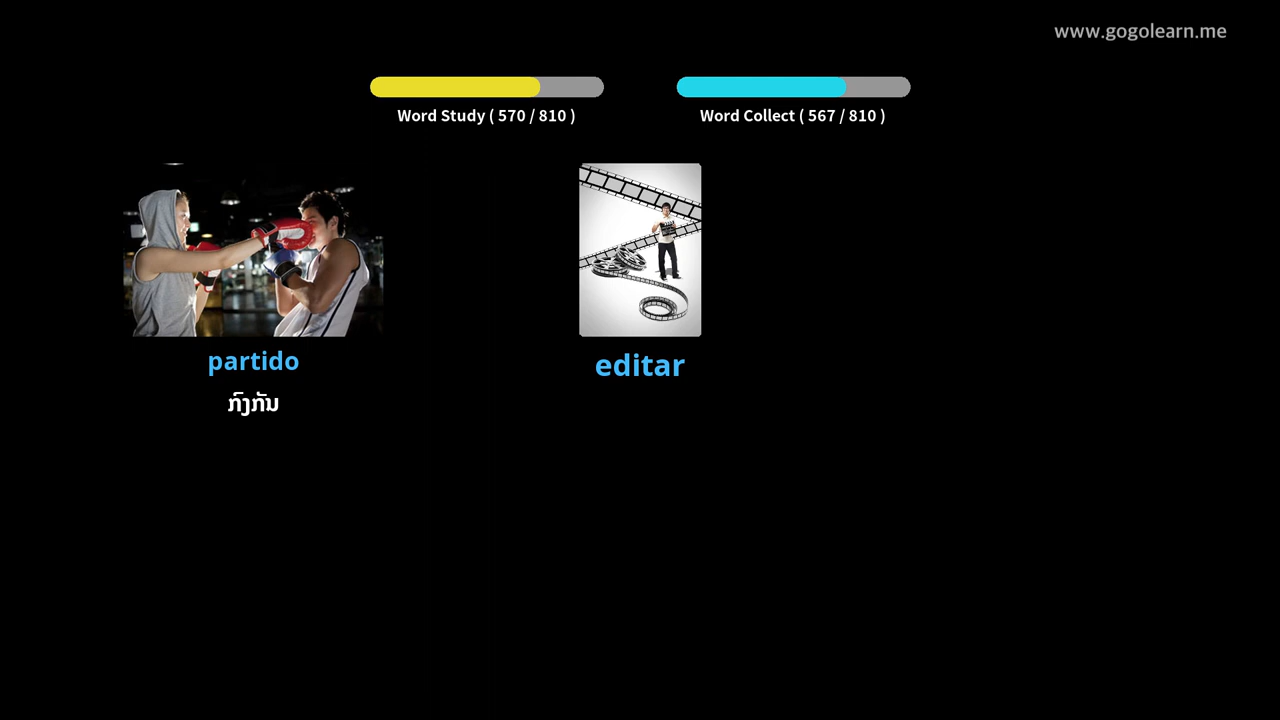 www.gogolearn.me
Word Study ( 570 / 810 )
Word Collect ( 567 / 810 )
partido
ກົງກັນ
editar